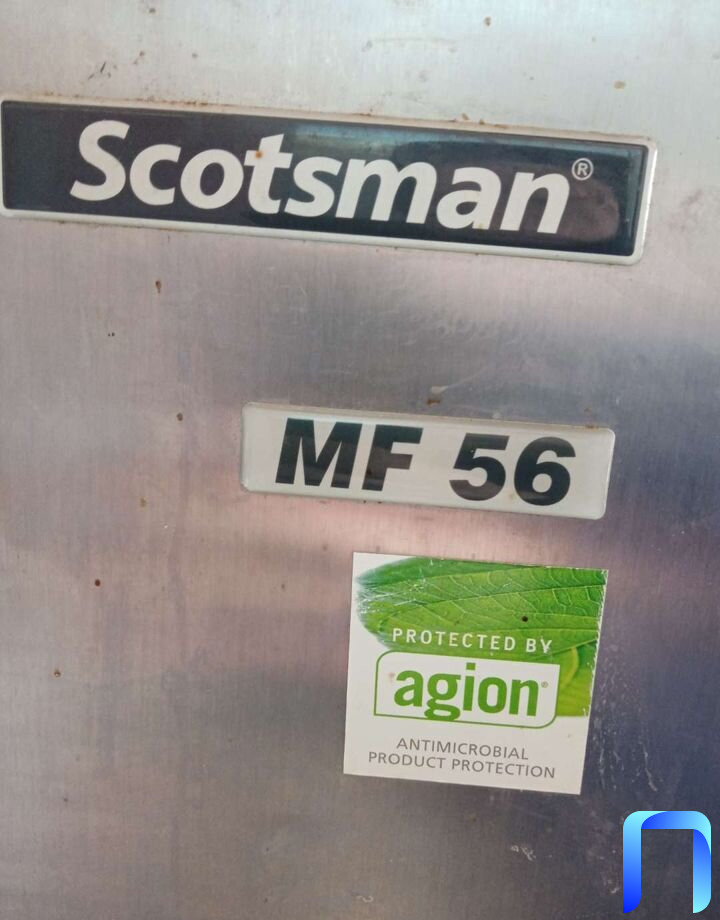 Scotsman®
MF 56
PROTECTED BY
agion®
ANTIMICROBIAL
PRODUCT PROTECTION